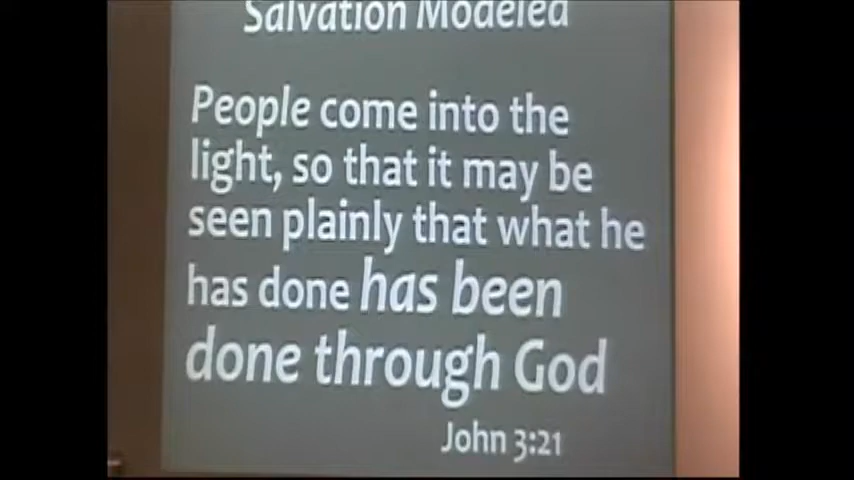 Salvation Modeled
People come into the
light, so that it may be
seen plainly that what he
has done has been
done through God
John 3:21